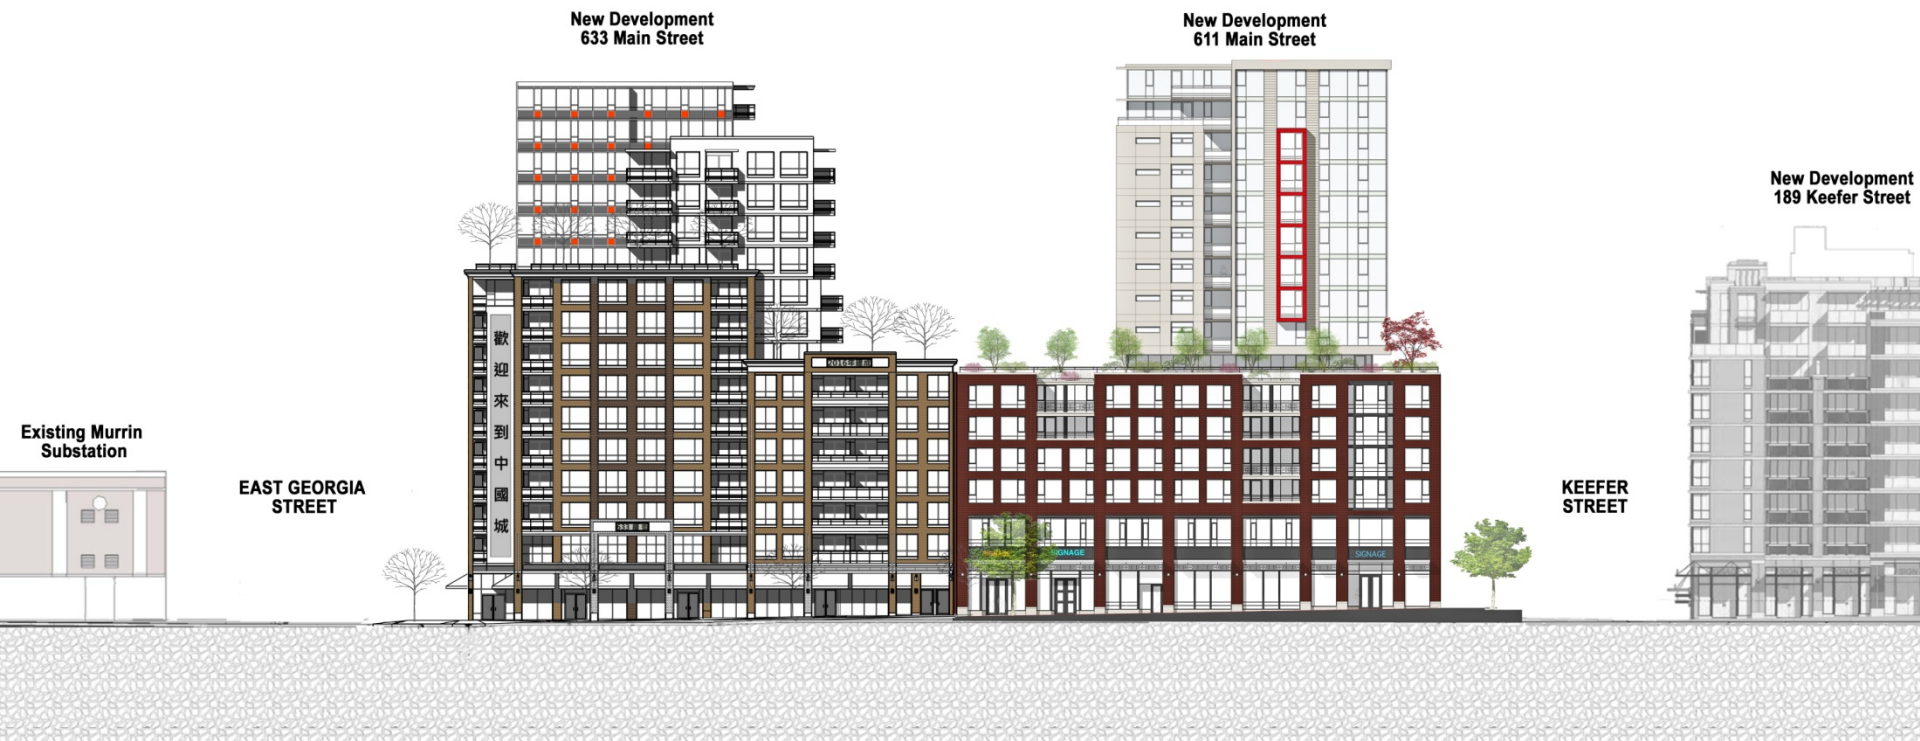 New Development
633 Main Street
New Development
611 Main Street
New Development
189 Keefer Street
Existing Murrin
Substation
EAST GEORGIA
STREET
歡迎來到中國城
KEEFER
STREET
SIGNAGE
SIGNAGE